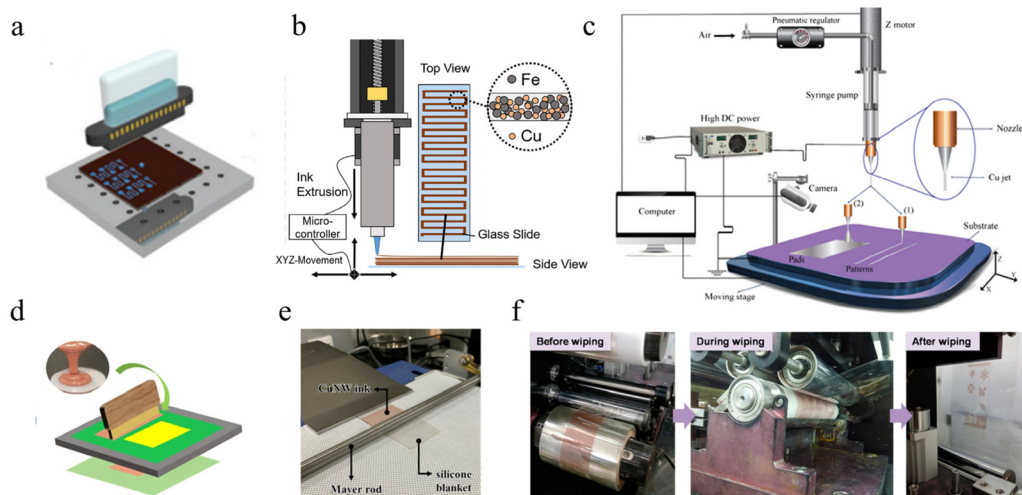 a
b
Top View
Fe
Cu
Ink
Extrusion
Micro-
controller
XYZ-Movement
Glass Slide
Side View
c
Pneumatic regulator
Z motor
Air
Syringe pump
High DC power
Nozzle
Cu jet
Camera
Computer
(2)
(1)
Substrate
Pads
Patterns
Moving stage
Z
Y
X
d
e
CuNW ink
Mayer rod
silicone
blanket
f
Before wiping
During wiping
After wiping